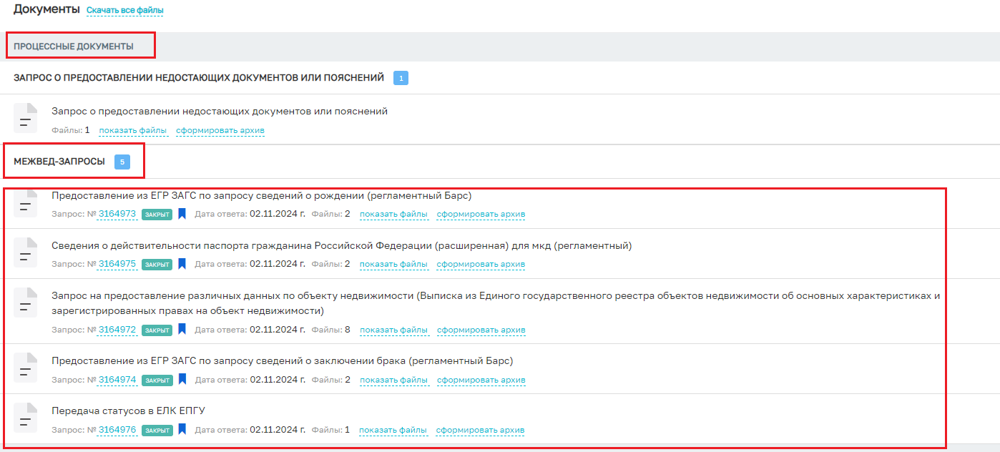 Документы Скачать все файлы
ПРОЦЕССНЫЕ ДОКУМЕНТЫ
ЗАПРОС О ПРЕДОСТАВЛЕНИИ НЕДОСТАЮЩИХ ДОКУМЕНТОВ ИЛИ ПОЯСНЕНИЙ 1
Запрос о предоставлении недостающих документов или пояснений
Файлы: 1 показать файлы сформировать архив
МЕЖВЕД-ЗАПРОСЫ 5
Предоставление из ЕГР ЗАГС по запросу сведений о рождении (регламентный Барс)
Запрос: № 3164973 ЗАКРЫТ Дата ответа: 02.11.2024 г. Файлы: 2 показать файлы сформировать архив
Сведения о действительности паспорта гражданина Российской Федерации (расширенная) для мкд (регламентный)
Запрос: № 3164975 ЗАКРЫТ Дата ответа: 02.11.2024 г. Файлы: 2 показать файлы сформировать архив
Запрос на предоставление различных данных по объекту недвижимости (Выписка из Единого государственного реестра объектов недвижимости об основных характеристиках и
зарегистрированных правах на объект недвижимости)
Запрос: № 3164972 ЗАКРЫТ Дата ответа: 02.11.2024 г. Файлы: 8 показать файлы сформировать архив
Предоставление из ЕГР ЗАГС по запросу сведений о заключении брака (регламентный Барс)
Запрос: № 3164974 ЗАКРЫТ Дата ответа: 02.11.2024 г. Файлы: 2 показать файлы сформировать архив
Передача статусов в ЕЛК ЕПГУ
Запрос: № 3164976 ЗАКРЫТ Дата ответа: 02.11.2024 г. Файлы: 1 показать файлы сформировать архив